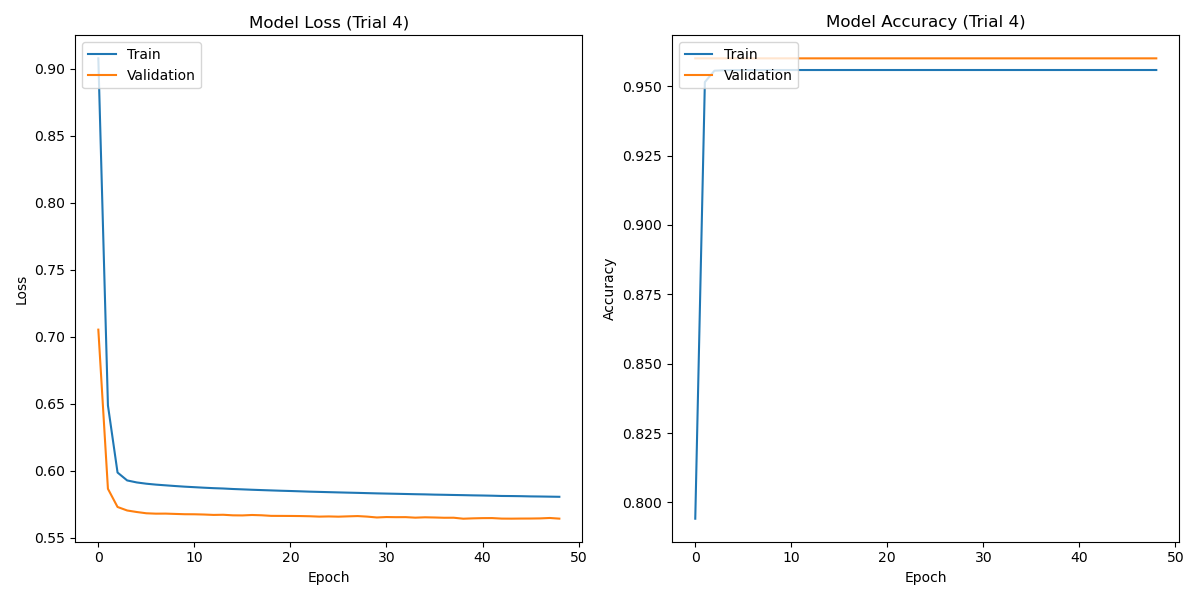 Model Loss (Trial 4)
Train
Validation
0.90
0.85
0.80
0.75
0.70
0.65
0.60
0.55
Loss
0
10
20
30
40
50
Epoch
Model Accuracy (Trial 4)
Train
Validation
0.950
0.925
0.900
0.875
0.850
0.825
0.800
Accuracy
0
10
20
30
40
50
Epoch